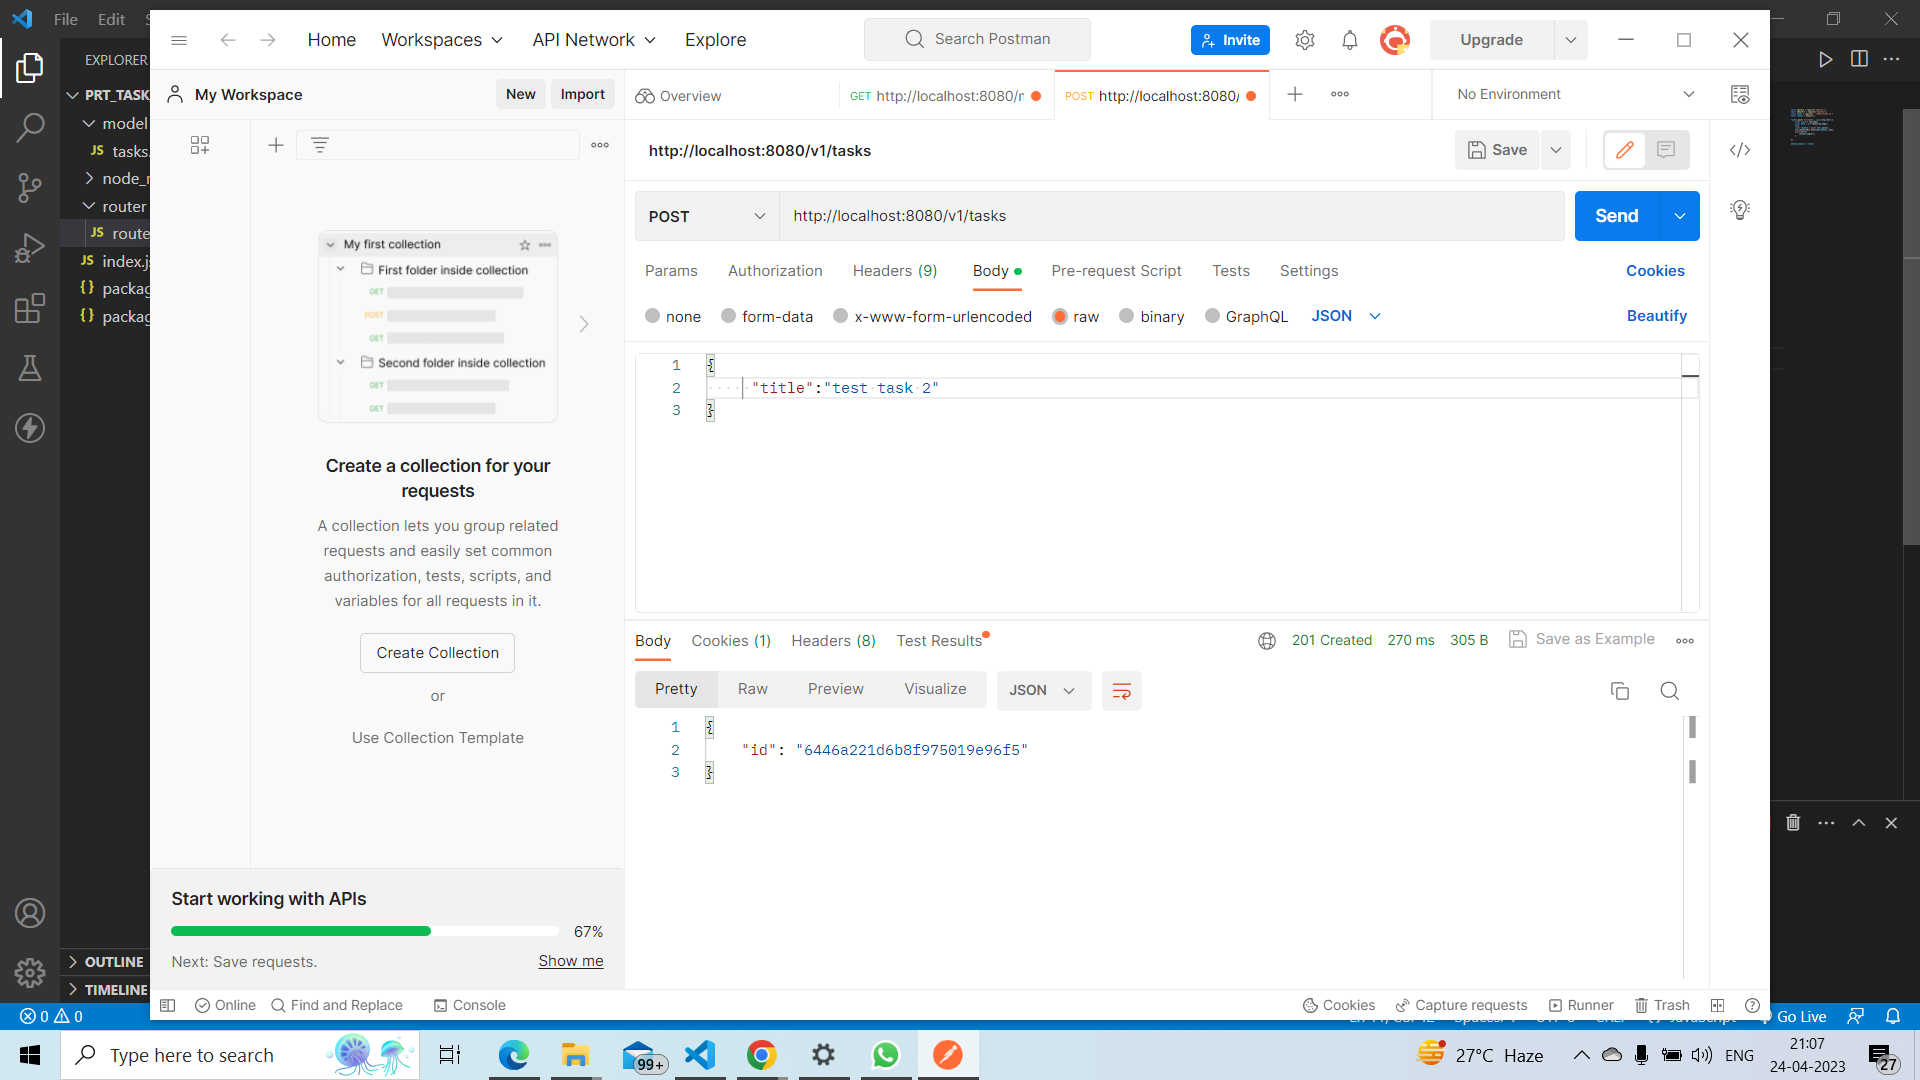 File Edit
Home Workspaces API Network Explore
Search Postman
Invite
Upgrade
EXPLORER
PRT_TASK
model
tasks.
router
index.js
packag
packag
OUTLINE
TIMELINE
My Workspace
New Import
Overview
GET http://localhost:8080/
POST http://localhost:8080/
No Environment
http://localhost:8080/v1/tasks
Save
POST http://localhost:8080/v1/tasks
Send
Params Authorization Headers (9) Body Pre-request Script Tests Settings
Cookies
none form-data x-www-form-urlencoded raw binary GraphQL JSON
Beautify
1 {
2 "title":"test task 2"
3 }
My first collection
First folder inside collection
GET
POST
GET
Second folder inside collection
GET
GET
Create a collection for your
requests
A collection lets you group related
requests and easily set common
authorization, tests, scripts, and
variables for all requests in it.
Create Collection
or
Use Collection Template
Body Cookies (1) Headers (8) Test Results
201 Created 270 ms 305 B Save as Example
Pretty Raw Preview Visualize JSON
1 {
2 "id": "6446a221d6b8f975019e96f5"
3 }
Start working with APIs
67%
Next: Save requests.
Show me
Online Find and Replace Console
Cookies Capture requests Runner Trash
0 0
Go Live
Type here to search
99+
27°C Haze
ENG
21:07
24-04-2023
27